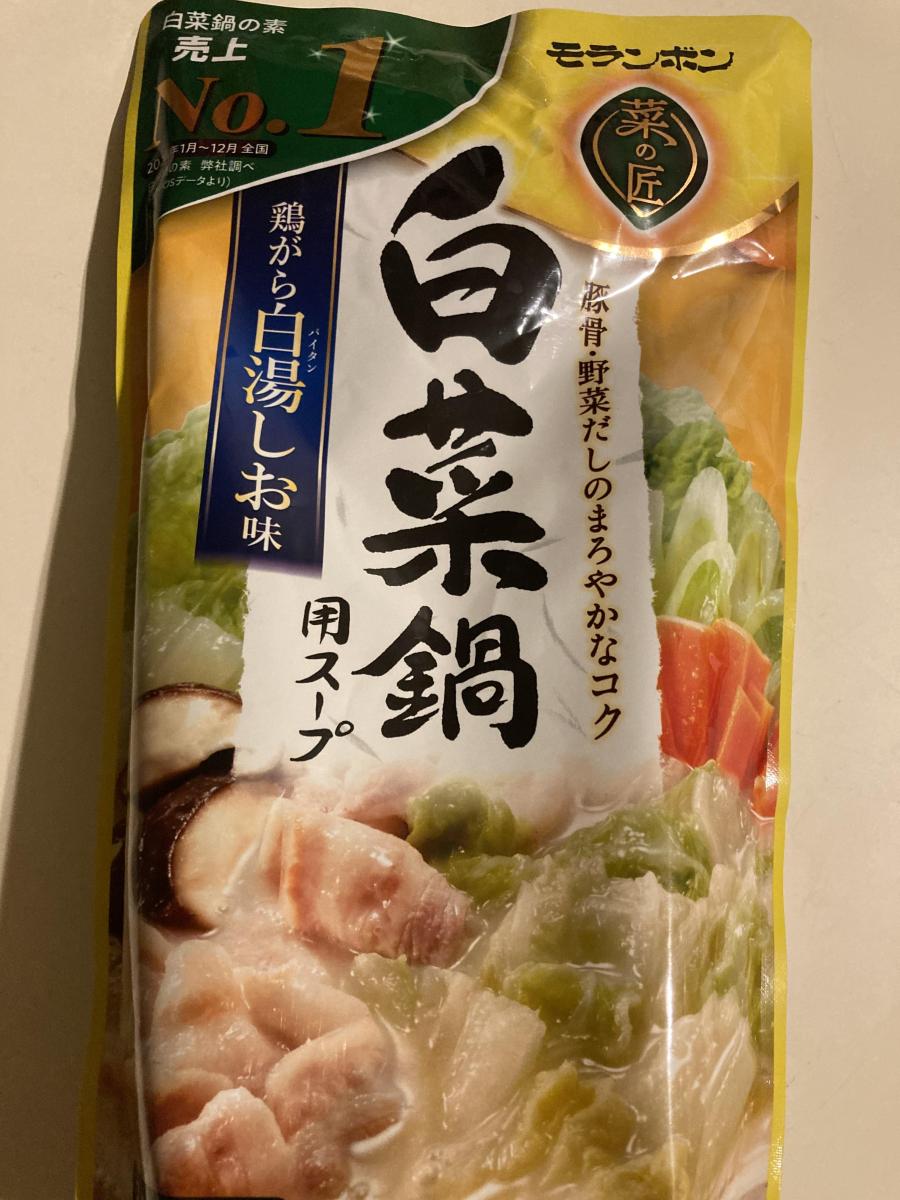 白菜鍋の素
売上
No.1
年1月～12月 全国
の素 弊社調べ
Sデータより)
モランボン
菜の匠
豚骨・野菜だしのまろやかなコク
白菜鍋
用スープ
鶏がら白湯しお味
パイタン